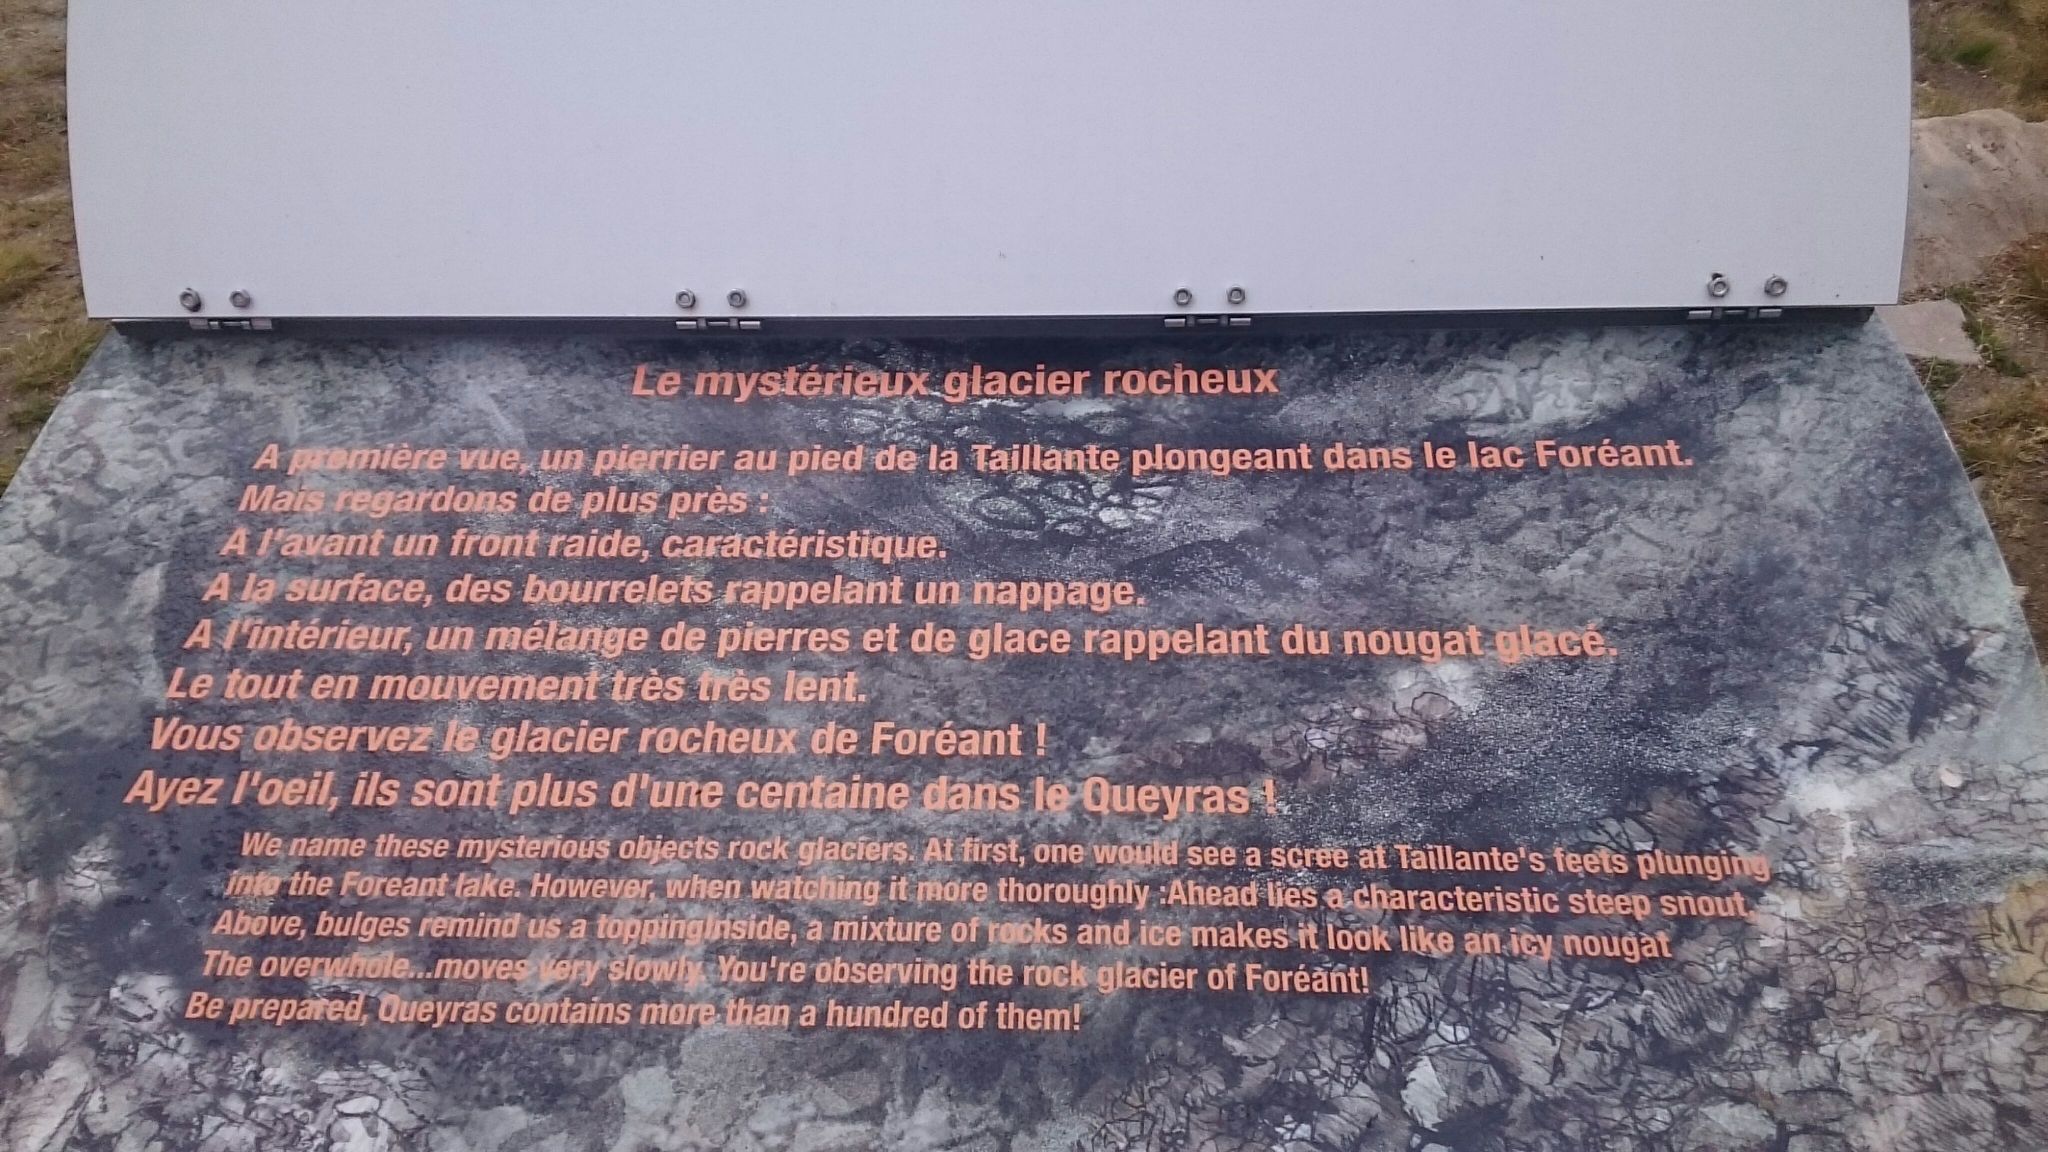 Le mystérieux glacier rocheux
A première vue, un pierrier au pied de la Taillante plongeant dans le lac Foréant.
Mais regardons de plus près :
A l'avant un front raide, caractéristique.
A la surface, des bourrelets rappelant un nappage.
A l'intérieur, un mélange de pierres et de glace rappelant du nougat glacé.
Le tout en mouvement très très lent.
Vous observez le glacier rocheux de Foréant !
Ayez l'oeil, ils sont plus d'une centaine dans le Queyras !
We name these mysterious objects rock glaciers. At first, one would see a scree at Taillante's feets plunging
into the Foreant lake. However, when watching it more thoroughly :Ahead lies a characteristic steep snout.
Above, bulges remind us a toppingInside, a mixture of rocks and ice makes it look like an icy nougat
The overwhole...moves very slowly. You're observing the rock glacier of Foréant!
Be prepared, Queyras contains more than a hundred of them!